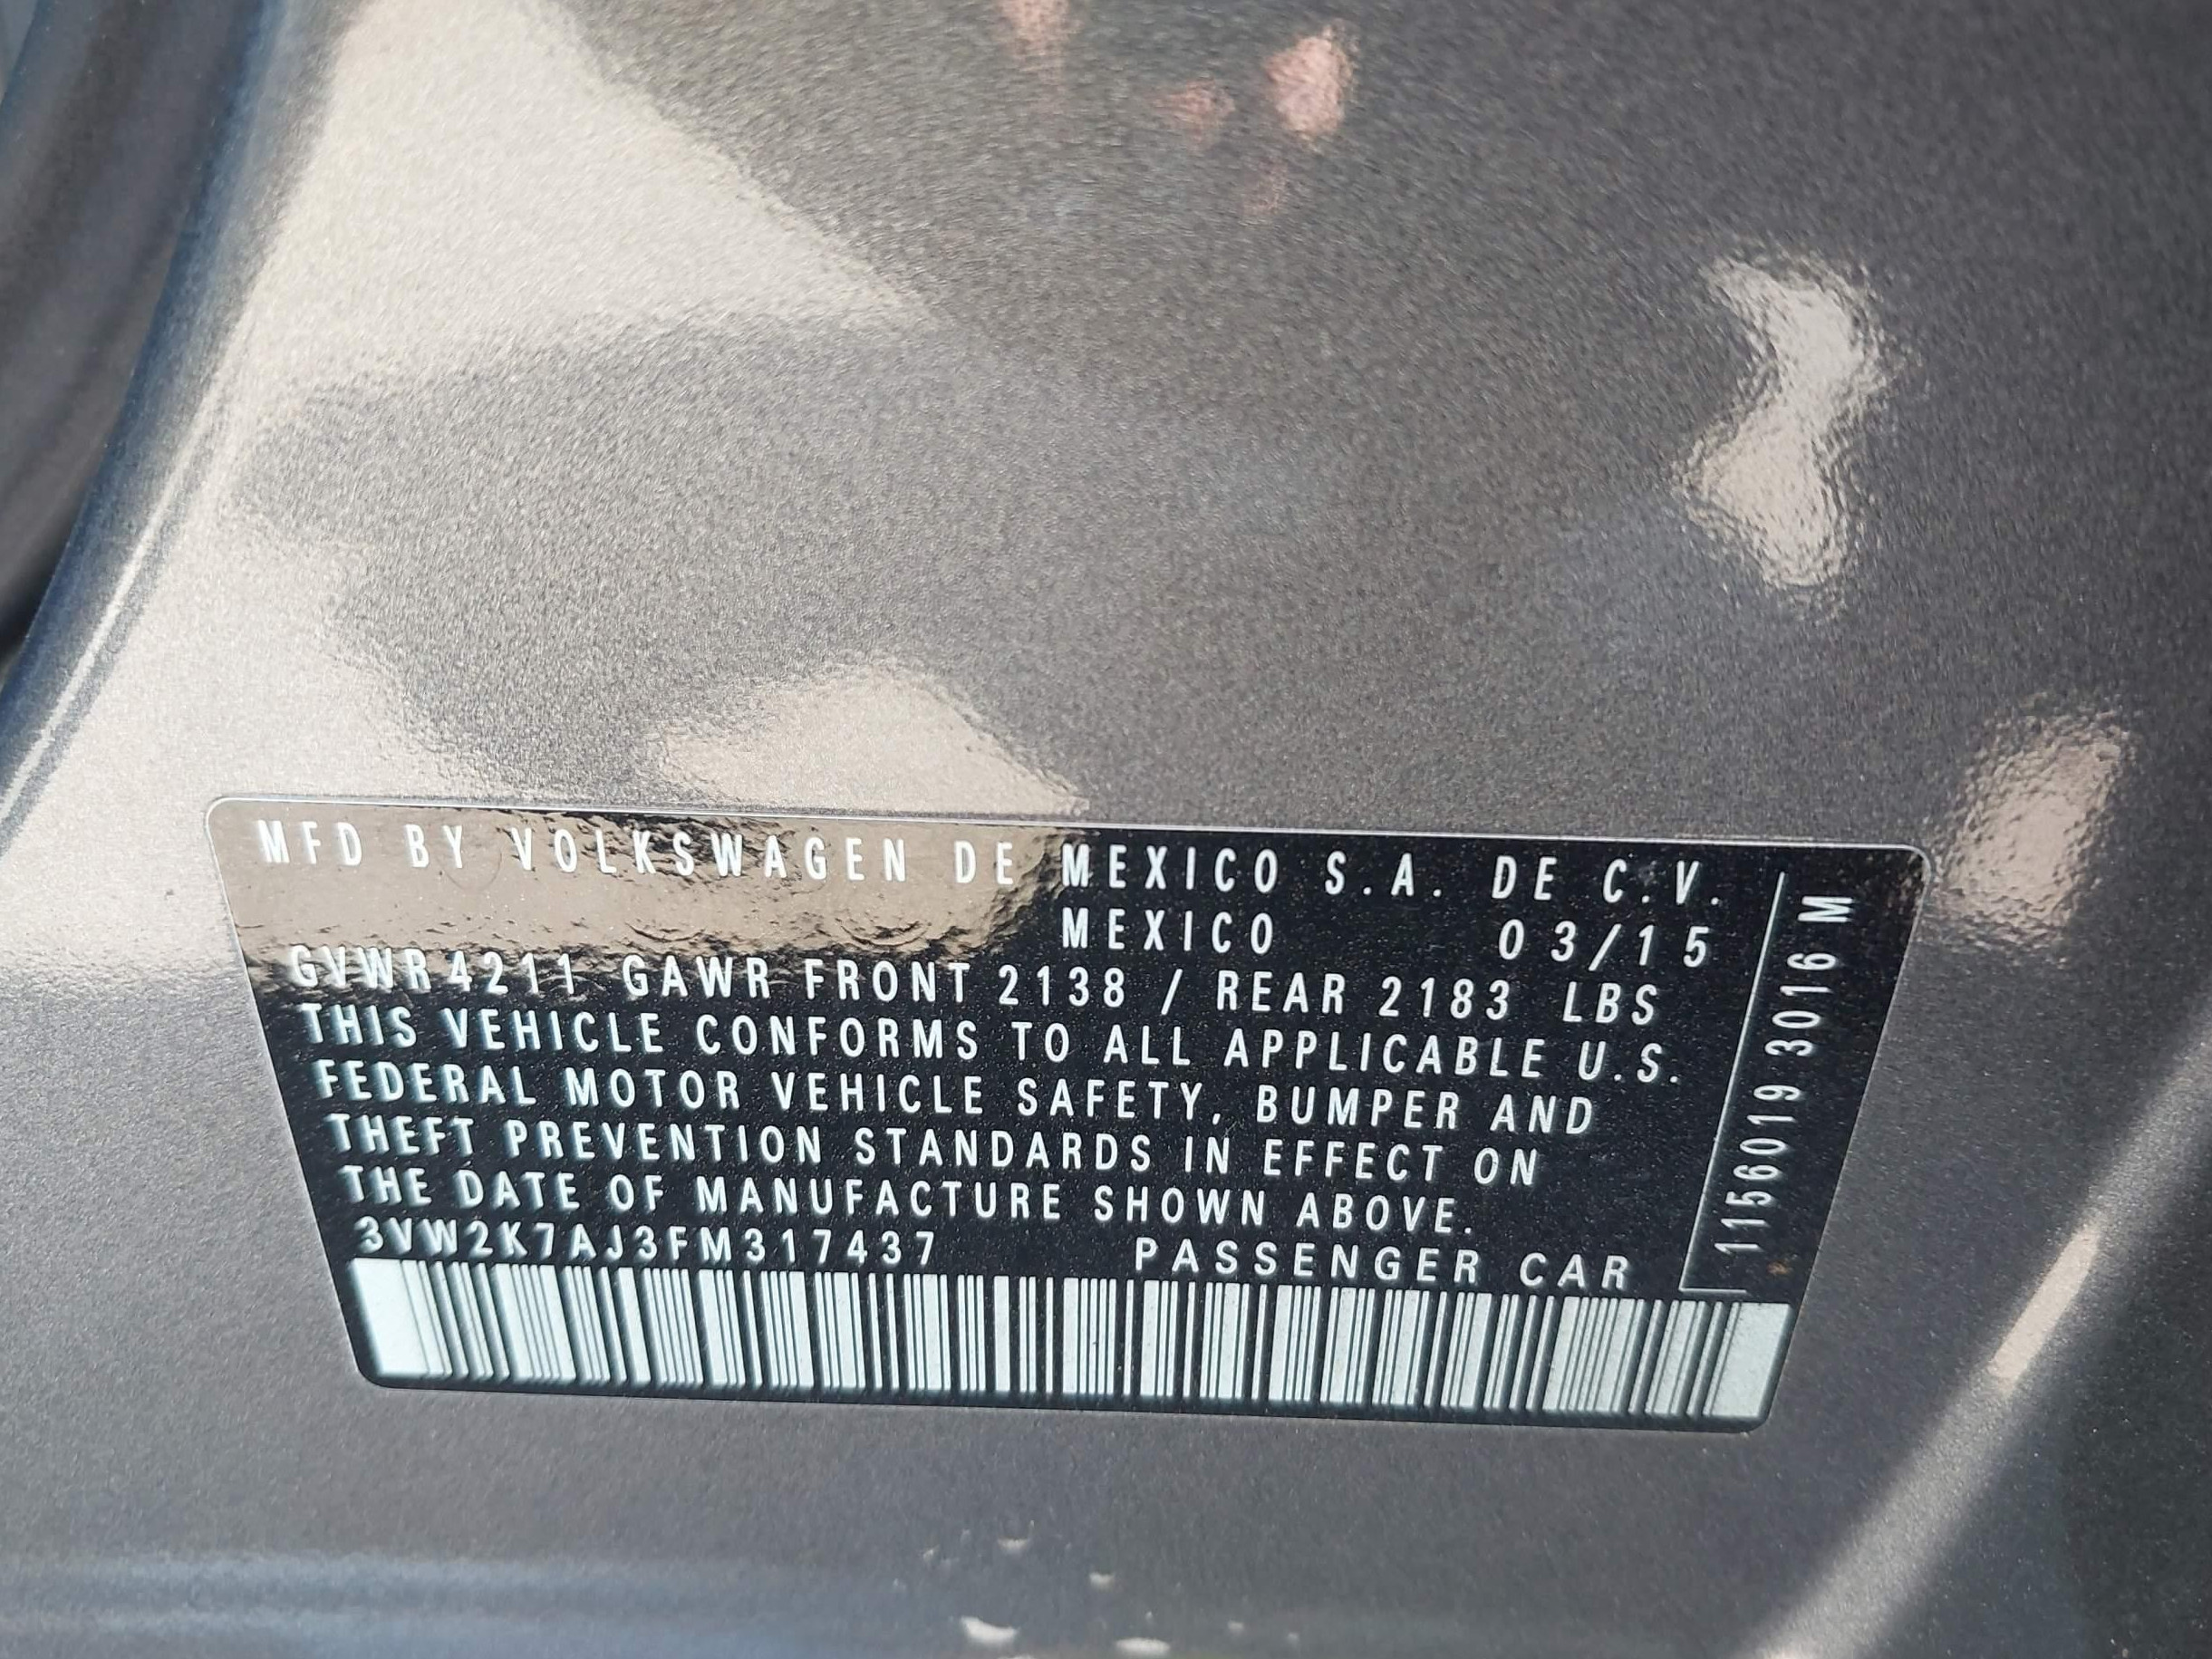 MFD BY VOLKSWAGEN DE MEXICO S.A. DE C.V.
MEXICO 03/15
GVWR 4211 GAWR FRONT 2138 / REAR 2183 LBS
THIS VEHICLE CONFORMS TO ALL APPLICABLE U.S.
FEDERAL MOTOR VEHICLE SAFETY, BUMPER AND
THEFT PREVENTION STANDARDS IN EFFECT ON
THE DATE OF MANUFACTURE SHOWN ABOVE.
3VW2K7AJ3FM317437 PASSENGER CAR
1156019 3016 M